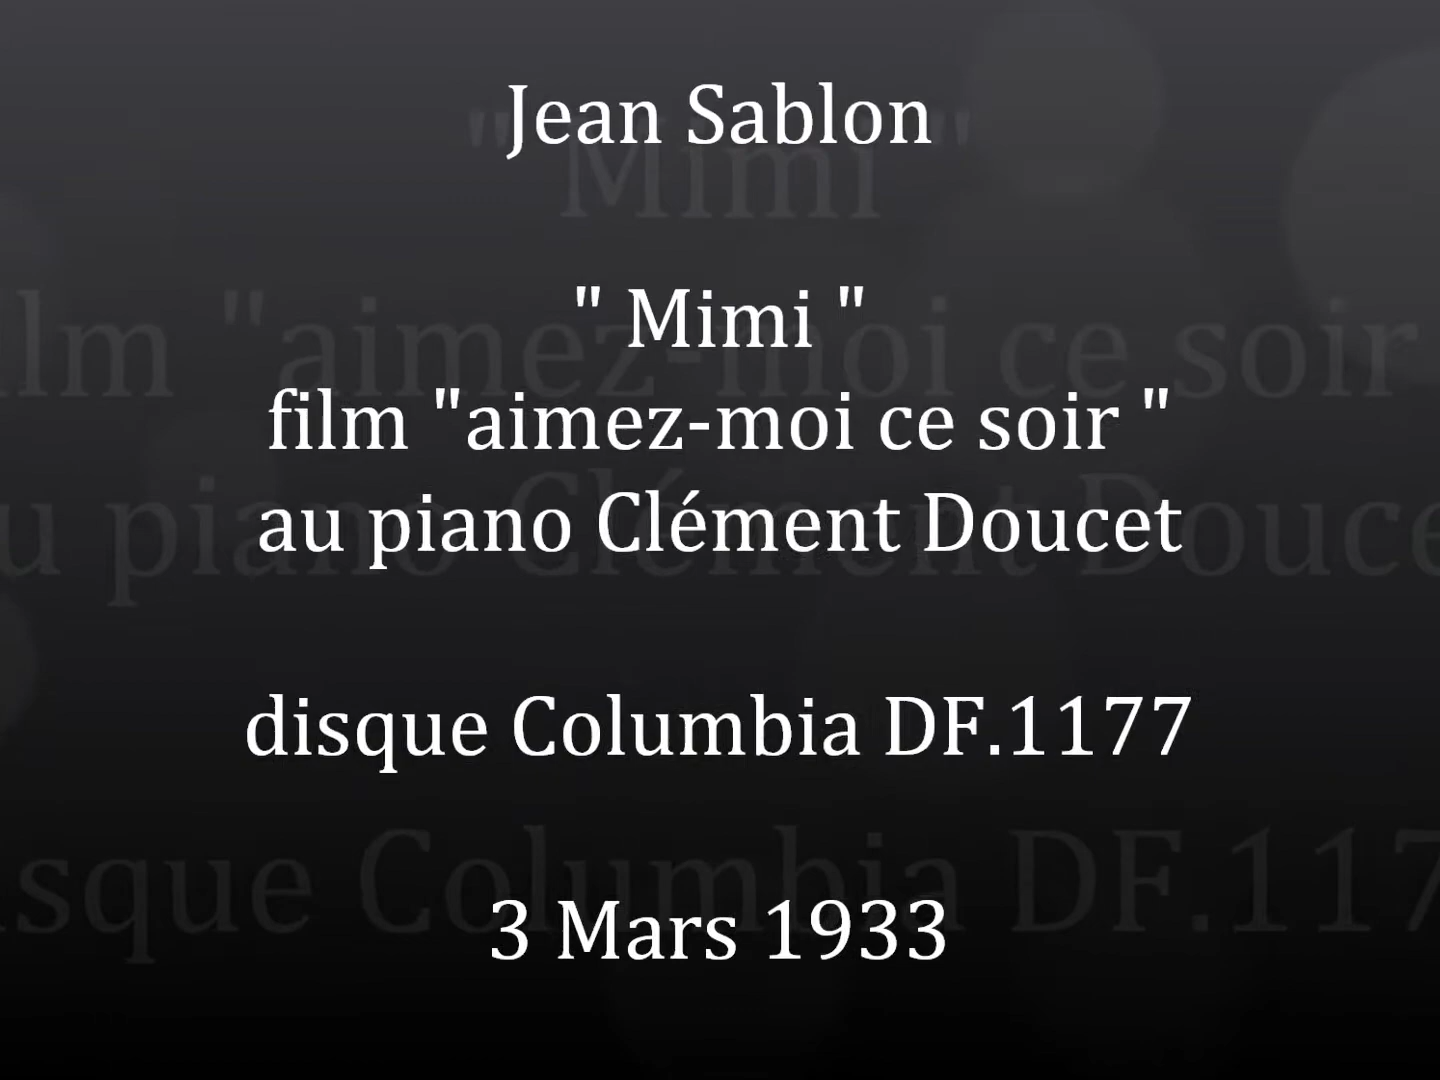 Jean Sablon
" Mimi "
film "aimez-moi ce soir "
au piano Clément Doucet
disque Columbia DF.1177
3 Mars 1933